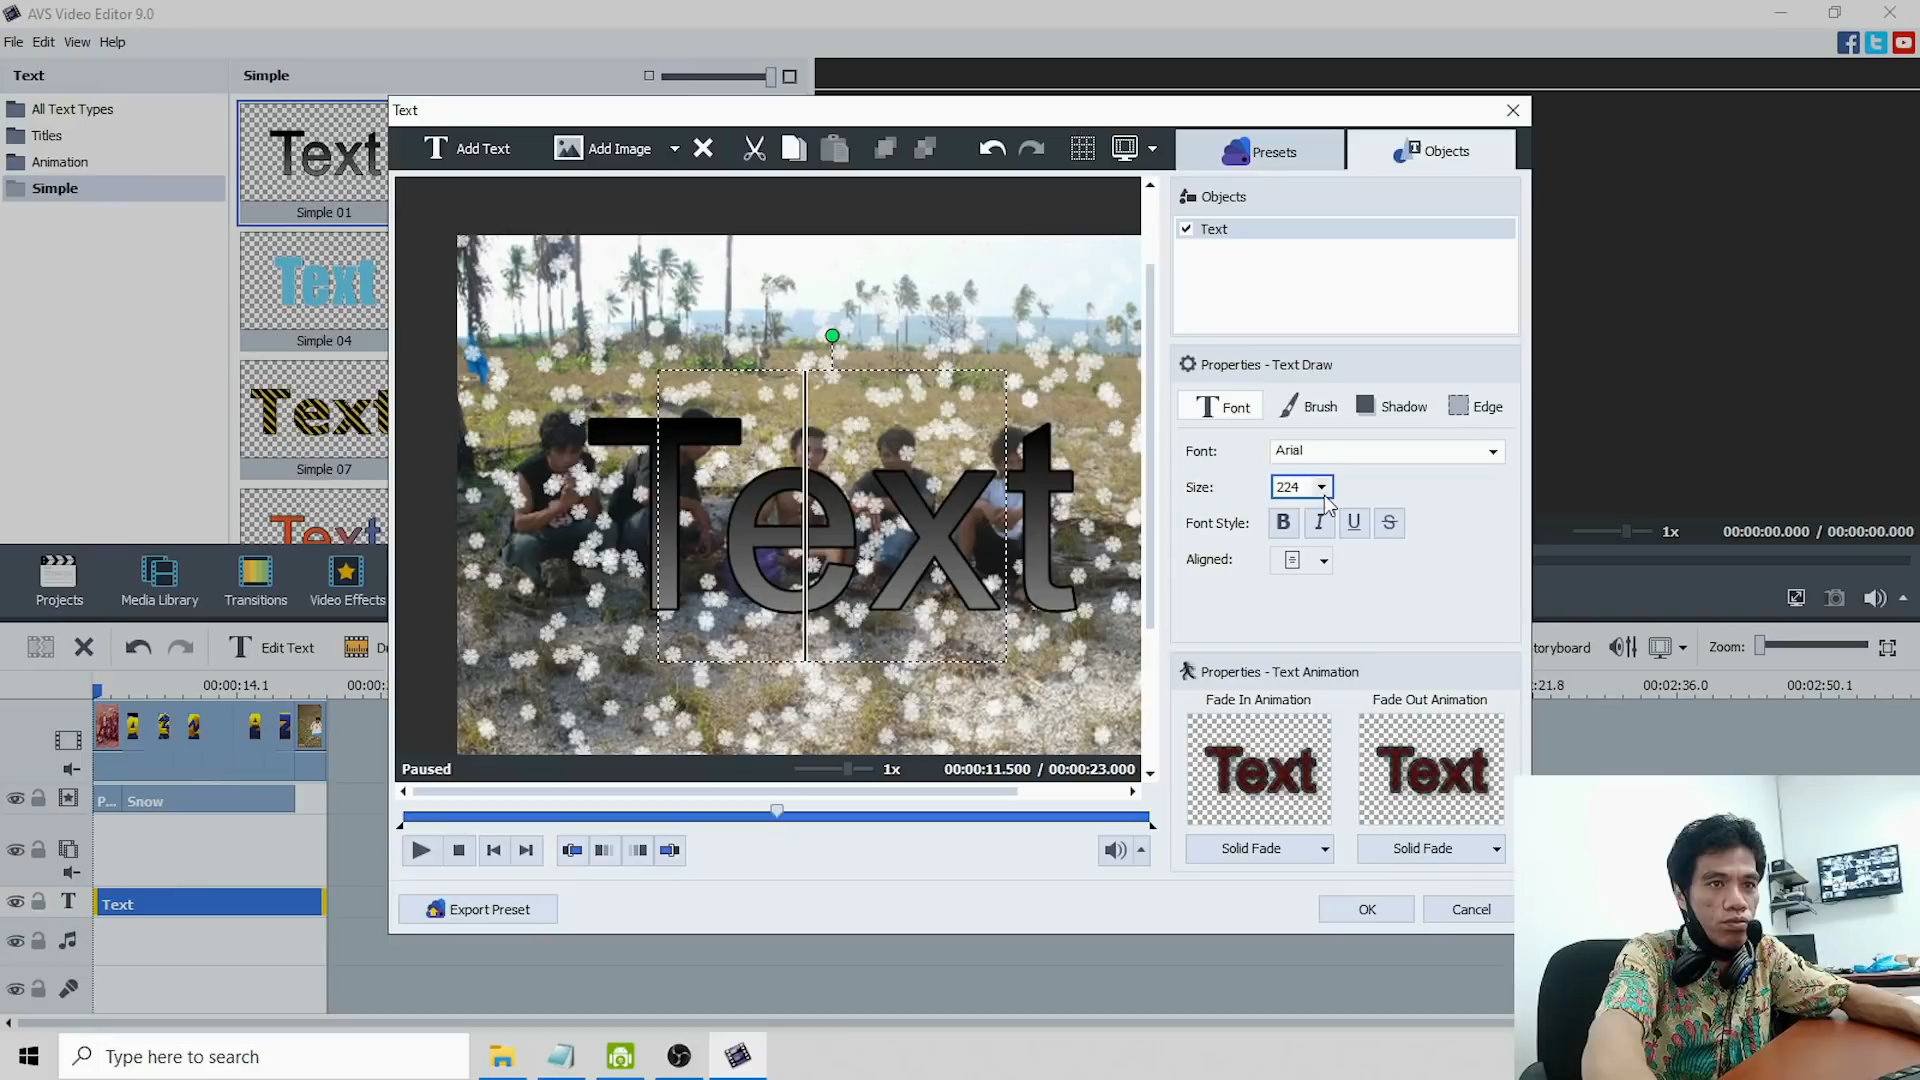 AVS Video Editor 9.0
File Edit View Help
Text
Simple
All Text Types
Titles
Animation
Simple
Text
Simple 01
Text
Simple 04
Text
Simple 07
Text
Projects
Media Library
Transitions
Video Effects
Edit Text
00:00:14.1
P...
Snow
Text
Text
Add Text
Add Image
Presets
Objects
Text
Paused
1x
00:00:11.500 / 00:00:23.000
Objects
Text
Properties - Text Draw
Font
Brush
Shadow
Edge
Font: Arial
Size: 224
Font Style: B I U S
Aligned:
Properties - Text Animation
Fade In Animation
Fade Out Animation
Text
Text
Solid Fade
Solid Fade
Export Preset
OK
Cancel
1x
00:00:00.000 / 00:00:00.000
Zoom:
:21.8
00:02:36.0
00:02:50.1
Type here to search